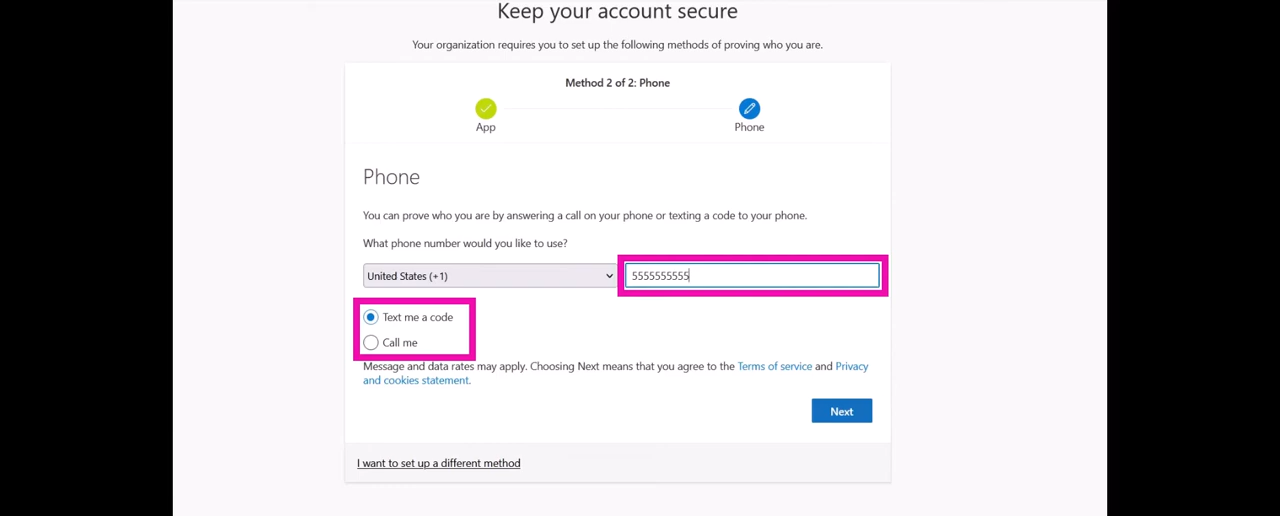 Keep your account secure
Your organization requires you to set up the following methods of proving who you are.
Method 2 of 2: Phone
App
Phone
Phone
You can prove who you are by answering a call on your phone or texting a code to your phone.
What phone number would you like to use?
United States (+1)
5555555555
Text me a code
Call me
Message and data rates may apply. Choosing Next means that you agree to the Terms of service and Privacy
and cookies statement.
Next
I want to set up a different method